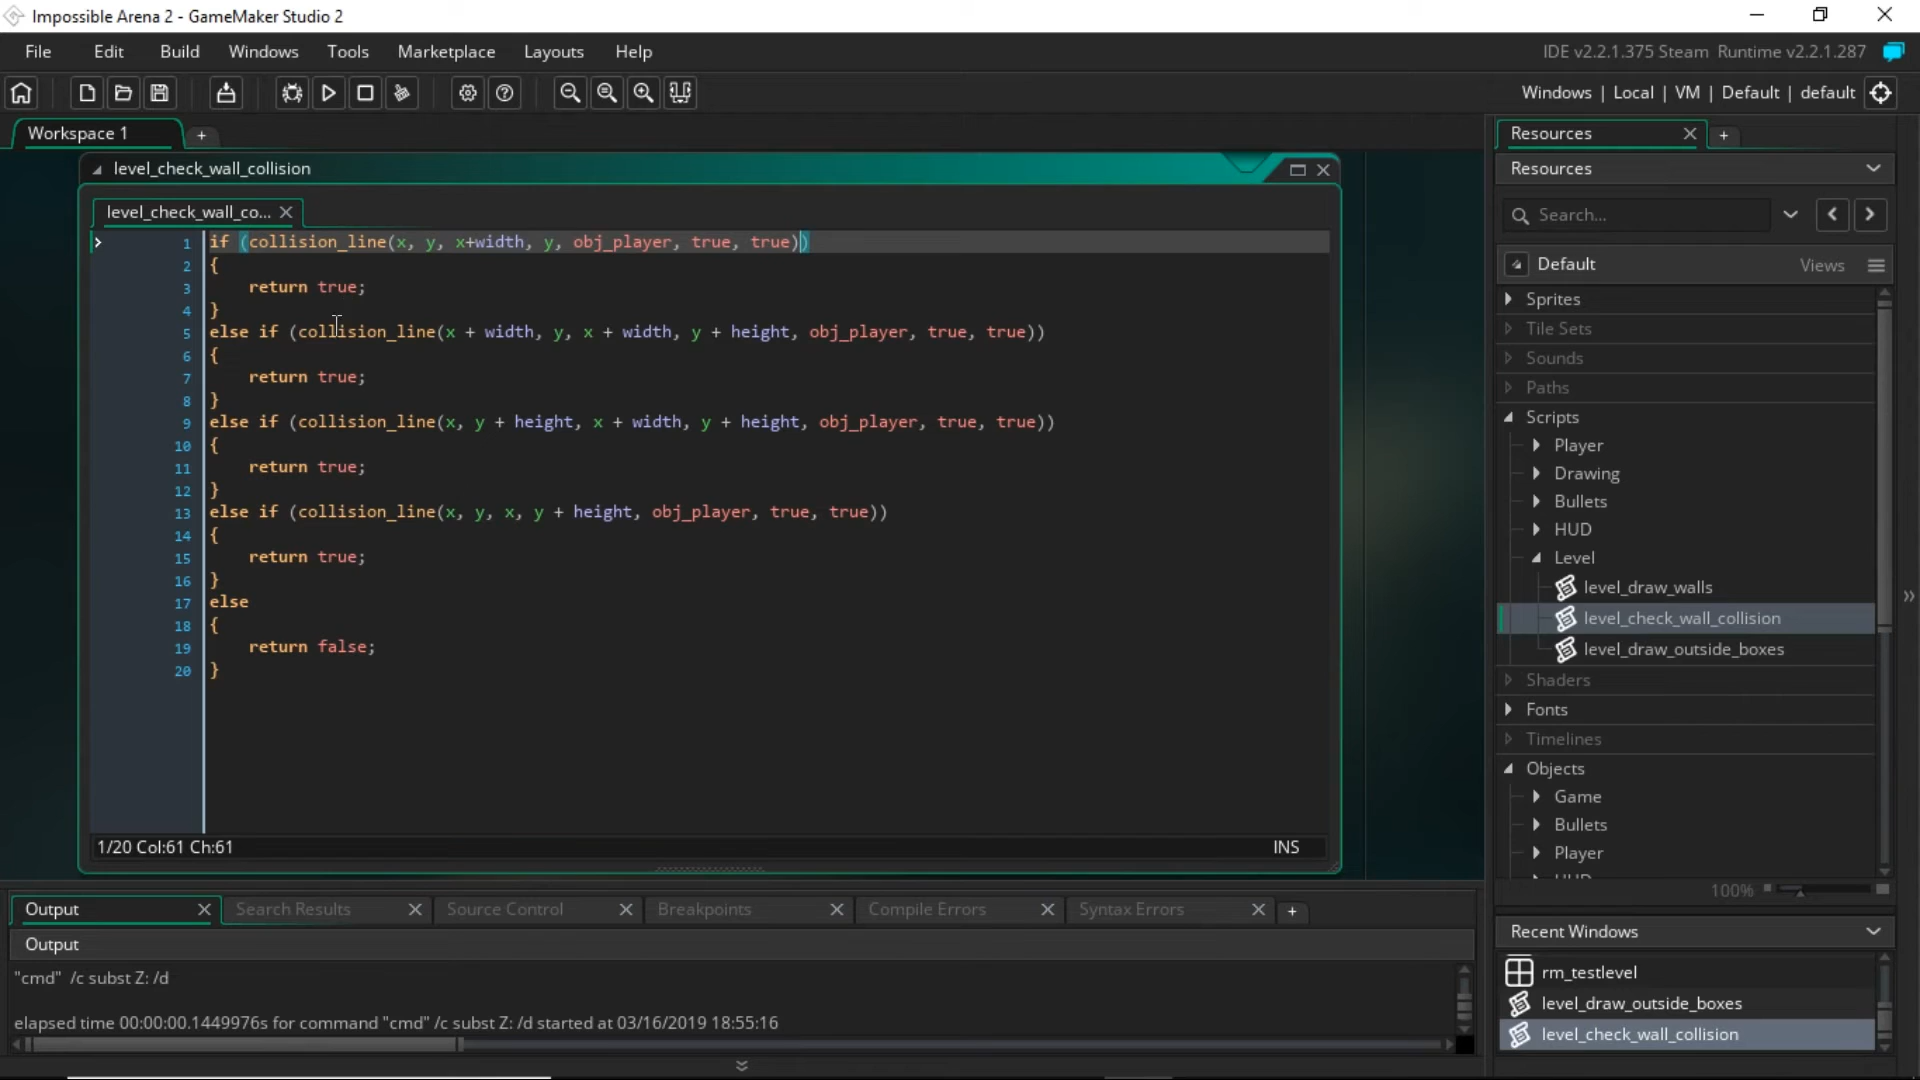 Impossible Arena 2 - GameMaker Studio 2
File Edit Build Windows Tools Marketplace Layouts Help
IDE v2.2.1.375 Steam Runtime v2.2.1.287
Windows | Local | VM | Default | default
Workspace 1
level_check_wall_collision
level_check_wall_co...
1 if (collision_line(x, y, x+width, y, obj_player, true, true))
2 {
3 return true;
4 }
5 else if (collision_line(x + width, y, x + width, y + height, obj_player, true, true))
6 {
7 return true;
8 }
9 else if (collision_line(x, y + height, x + width, y + height, obj_player, true, true))
10 {
11 return true;
12 }
13 else if (collision_line(x, y, x, y + height, obj_player, true, true))
14 {
15 return true;
16 }
17 else
18 {
19 return false;
20 }
1/20 Col:61 Ch:61
INS
Resources
Resources
Search...
Default
Views
Sprites
Tile Sets
Sounds
Paths
Scripts
Player
Drawing
Bullets
HUD
Level
level_draw_walls
level_check_wall_collision
level_draw_outside_boxes
Shaders
Fonts
Timelines
Objects
Game
Bullets
Player
100%
Recent Windows
rm_testlevel
level_draw_outside_boxes
level_check_wall_collision
Output Search Results Source Control Breakpoints Compile Errors Syntax Errors
Output
"cmd" /c subst Z: /d
elapsed time 00:00:00.1449976s for command "cmd" /c subst Z: /d started at 03/16/2019 18:55:16